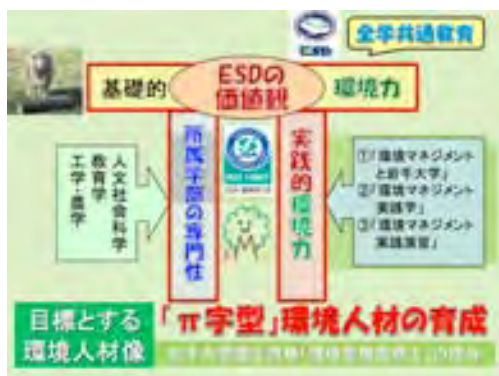 全学共通教育
基礎的
ESDの
価値観
環境力
人文社会科学
教育学
工学・農学
所属学部の専門性
実践的環境力
①「環境マネジメント
と岩手大学」
②「環境マネジメント
実践学」
③「環境マネジメント
実践演習」
目標とする
環境人材像
「π字型」環境人材の育成